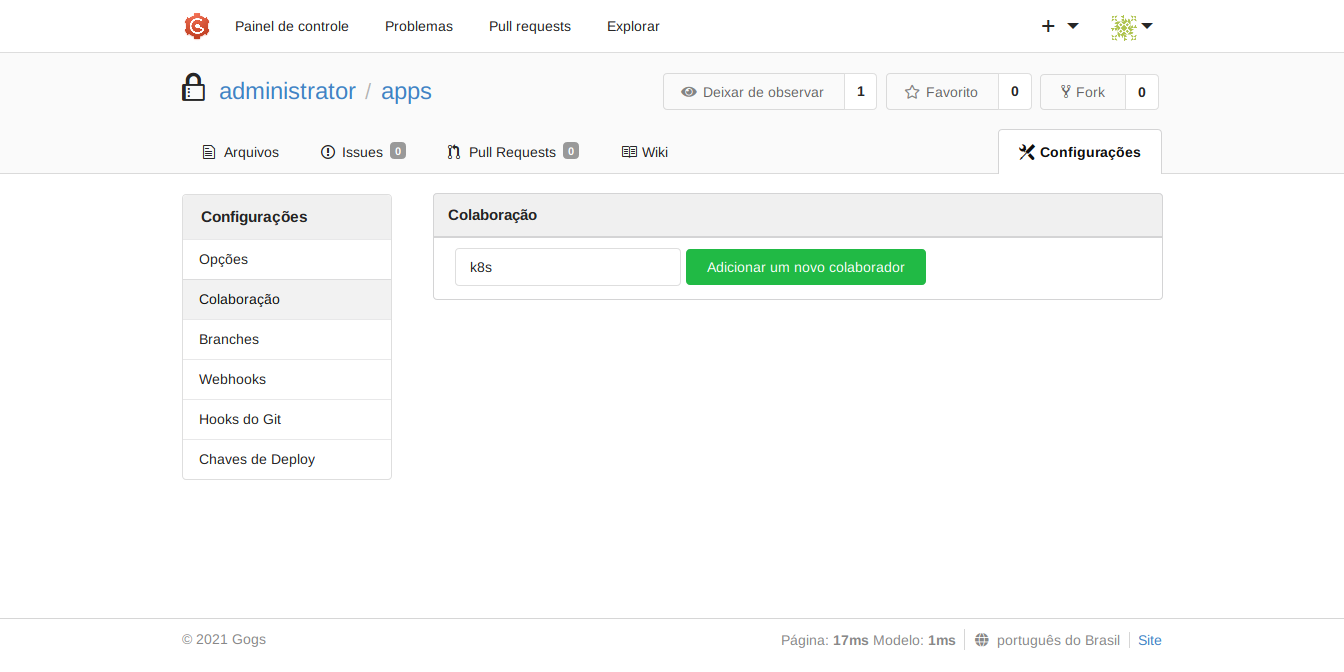 Painel de controle Problemas Pull requests Explorar
administrator / apps
Deixar de observar 1 Favorito 0 Fork 0
Arquivos Issues 0 Pull Requests 0 Wiki Configurações
Configurações
Opções
Colaboração
Branches
Webhooks
Hooks do Git
Chaves de Deploy
Colaboração
k8s Adicionar um novo colaborador
© 2021 Gogs Página: 17ms Modelo: 1ms português do Brasil Site